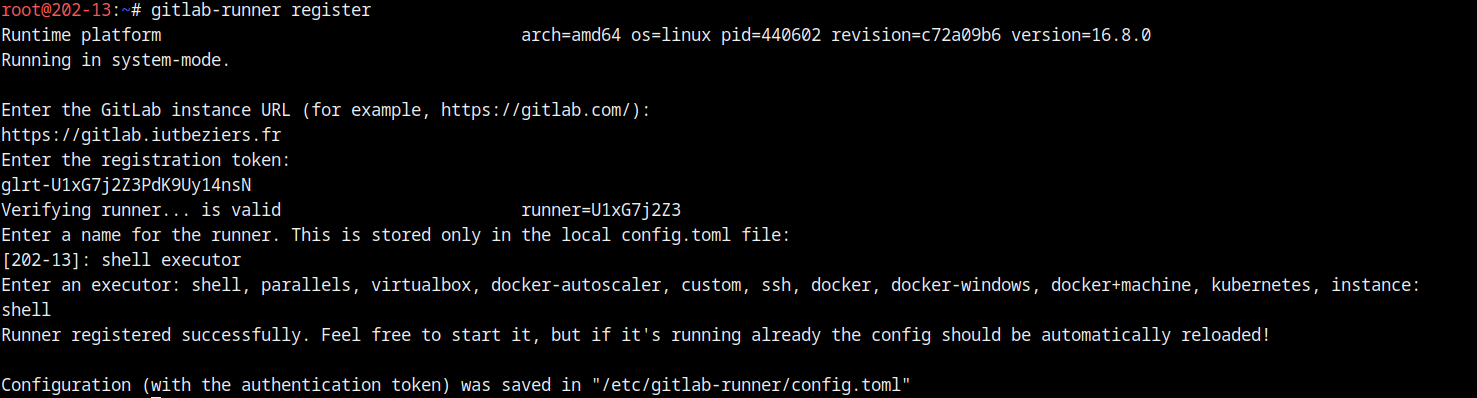 root@202-13:~# gitlab-runner register
Runtime platform                                    arch=amd64 os=linux pid=440602 revision=c72a09b6 version=16.8.0
Running in system-mode.
Enter the GitLab instance URL (for example, https://gitlab.com/):
https://gitlab.iutbeziers.fr
Enter the registration token:
glrt-U1xG7j2Z3PdK9Uy14nsN
Verifying runner... is valid                        runner=U1xG7j2Z3
Enter a name for the runner. This is stored only in the local config.toml file:
[202-13]: shell executor
Enter an executor: shell, parallels, virtualbox, docker-autoscaler, custom, ssh, docker, docker-windows, docker+machine, kubernetes, instance:
shell
Runner registered successfully. Feel free to start it, but if it's running already the config should be automatically reloaded!
Configuration (with the authentication token) was saved in "/etc/gitlab-runner/config.toml"